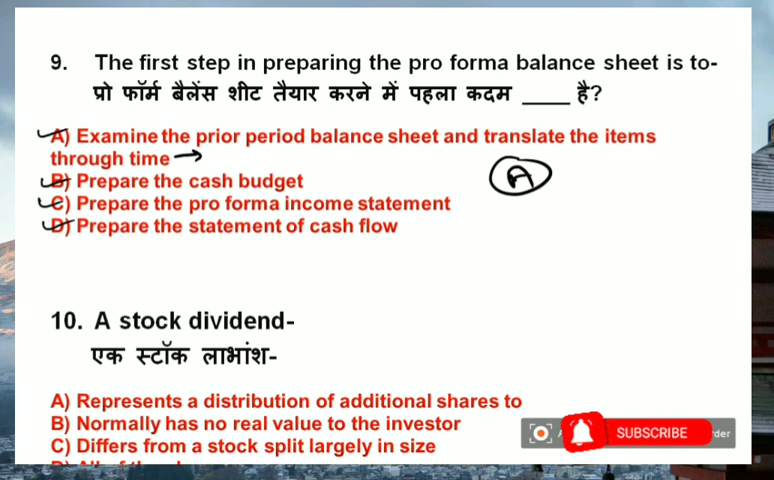 9. The first step in preparing the pro forma balance sheet is to-
प्रो फॉर्म बैलेंस शीट तैयार करने में पहला कदम _____ है?
A) Examine the prior period balance sheet and translate the items
through time
A
B) Prepare the cash budget
C) Prepare the pro forma income statement
D) Prepare the statement of cash flow
10. A stock dividend-
एक स्टॉक लाभांश-
A) Represents a distribution of additional shares to
B) Normally has no real value to the investor
SUBSCRIBE
C) Differs from a stock split largely in size